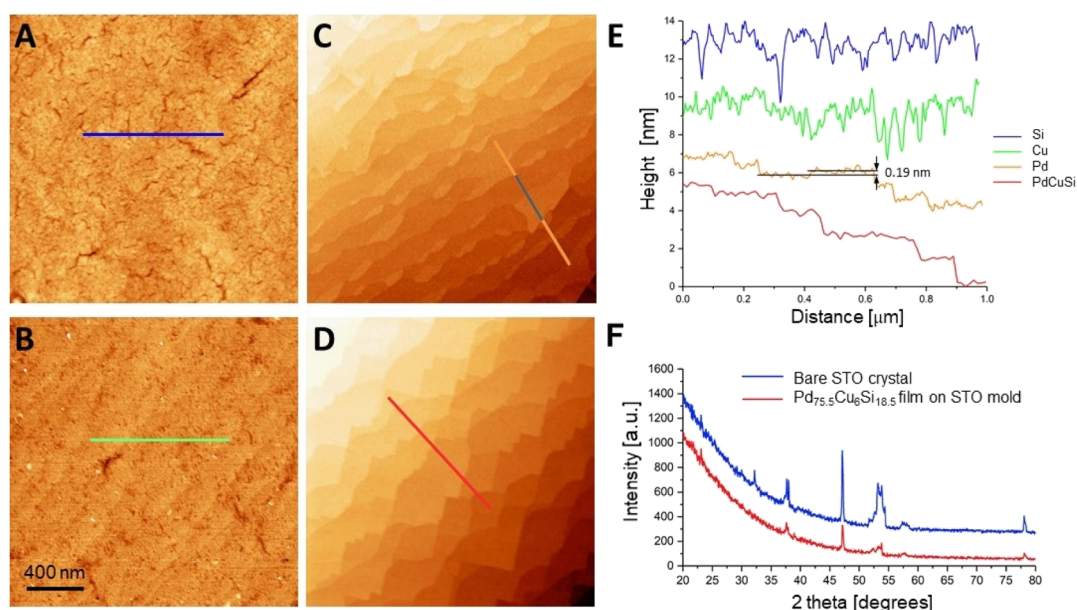 A
B
400 nm
C
D
E
14
12
10
8
6
4
2
0
Height [nm]
0.19 nm
Si
Cu
Pd
PdCuSi
0.0 0.2 0.4 0.6 0.8 1.0
Distance [μm]
F
1600
1400
1200
1000
800
600
400
200
0
Intensity [a.u.]
Bare STO crystal
Pd75.5Cu6Si18.5 film on STO mold
20 25 30 35 40 45 50 55 60 65 70 75 80
2 theta [degrees]